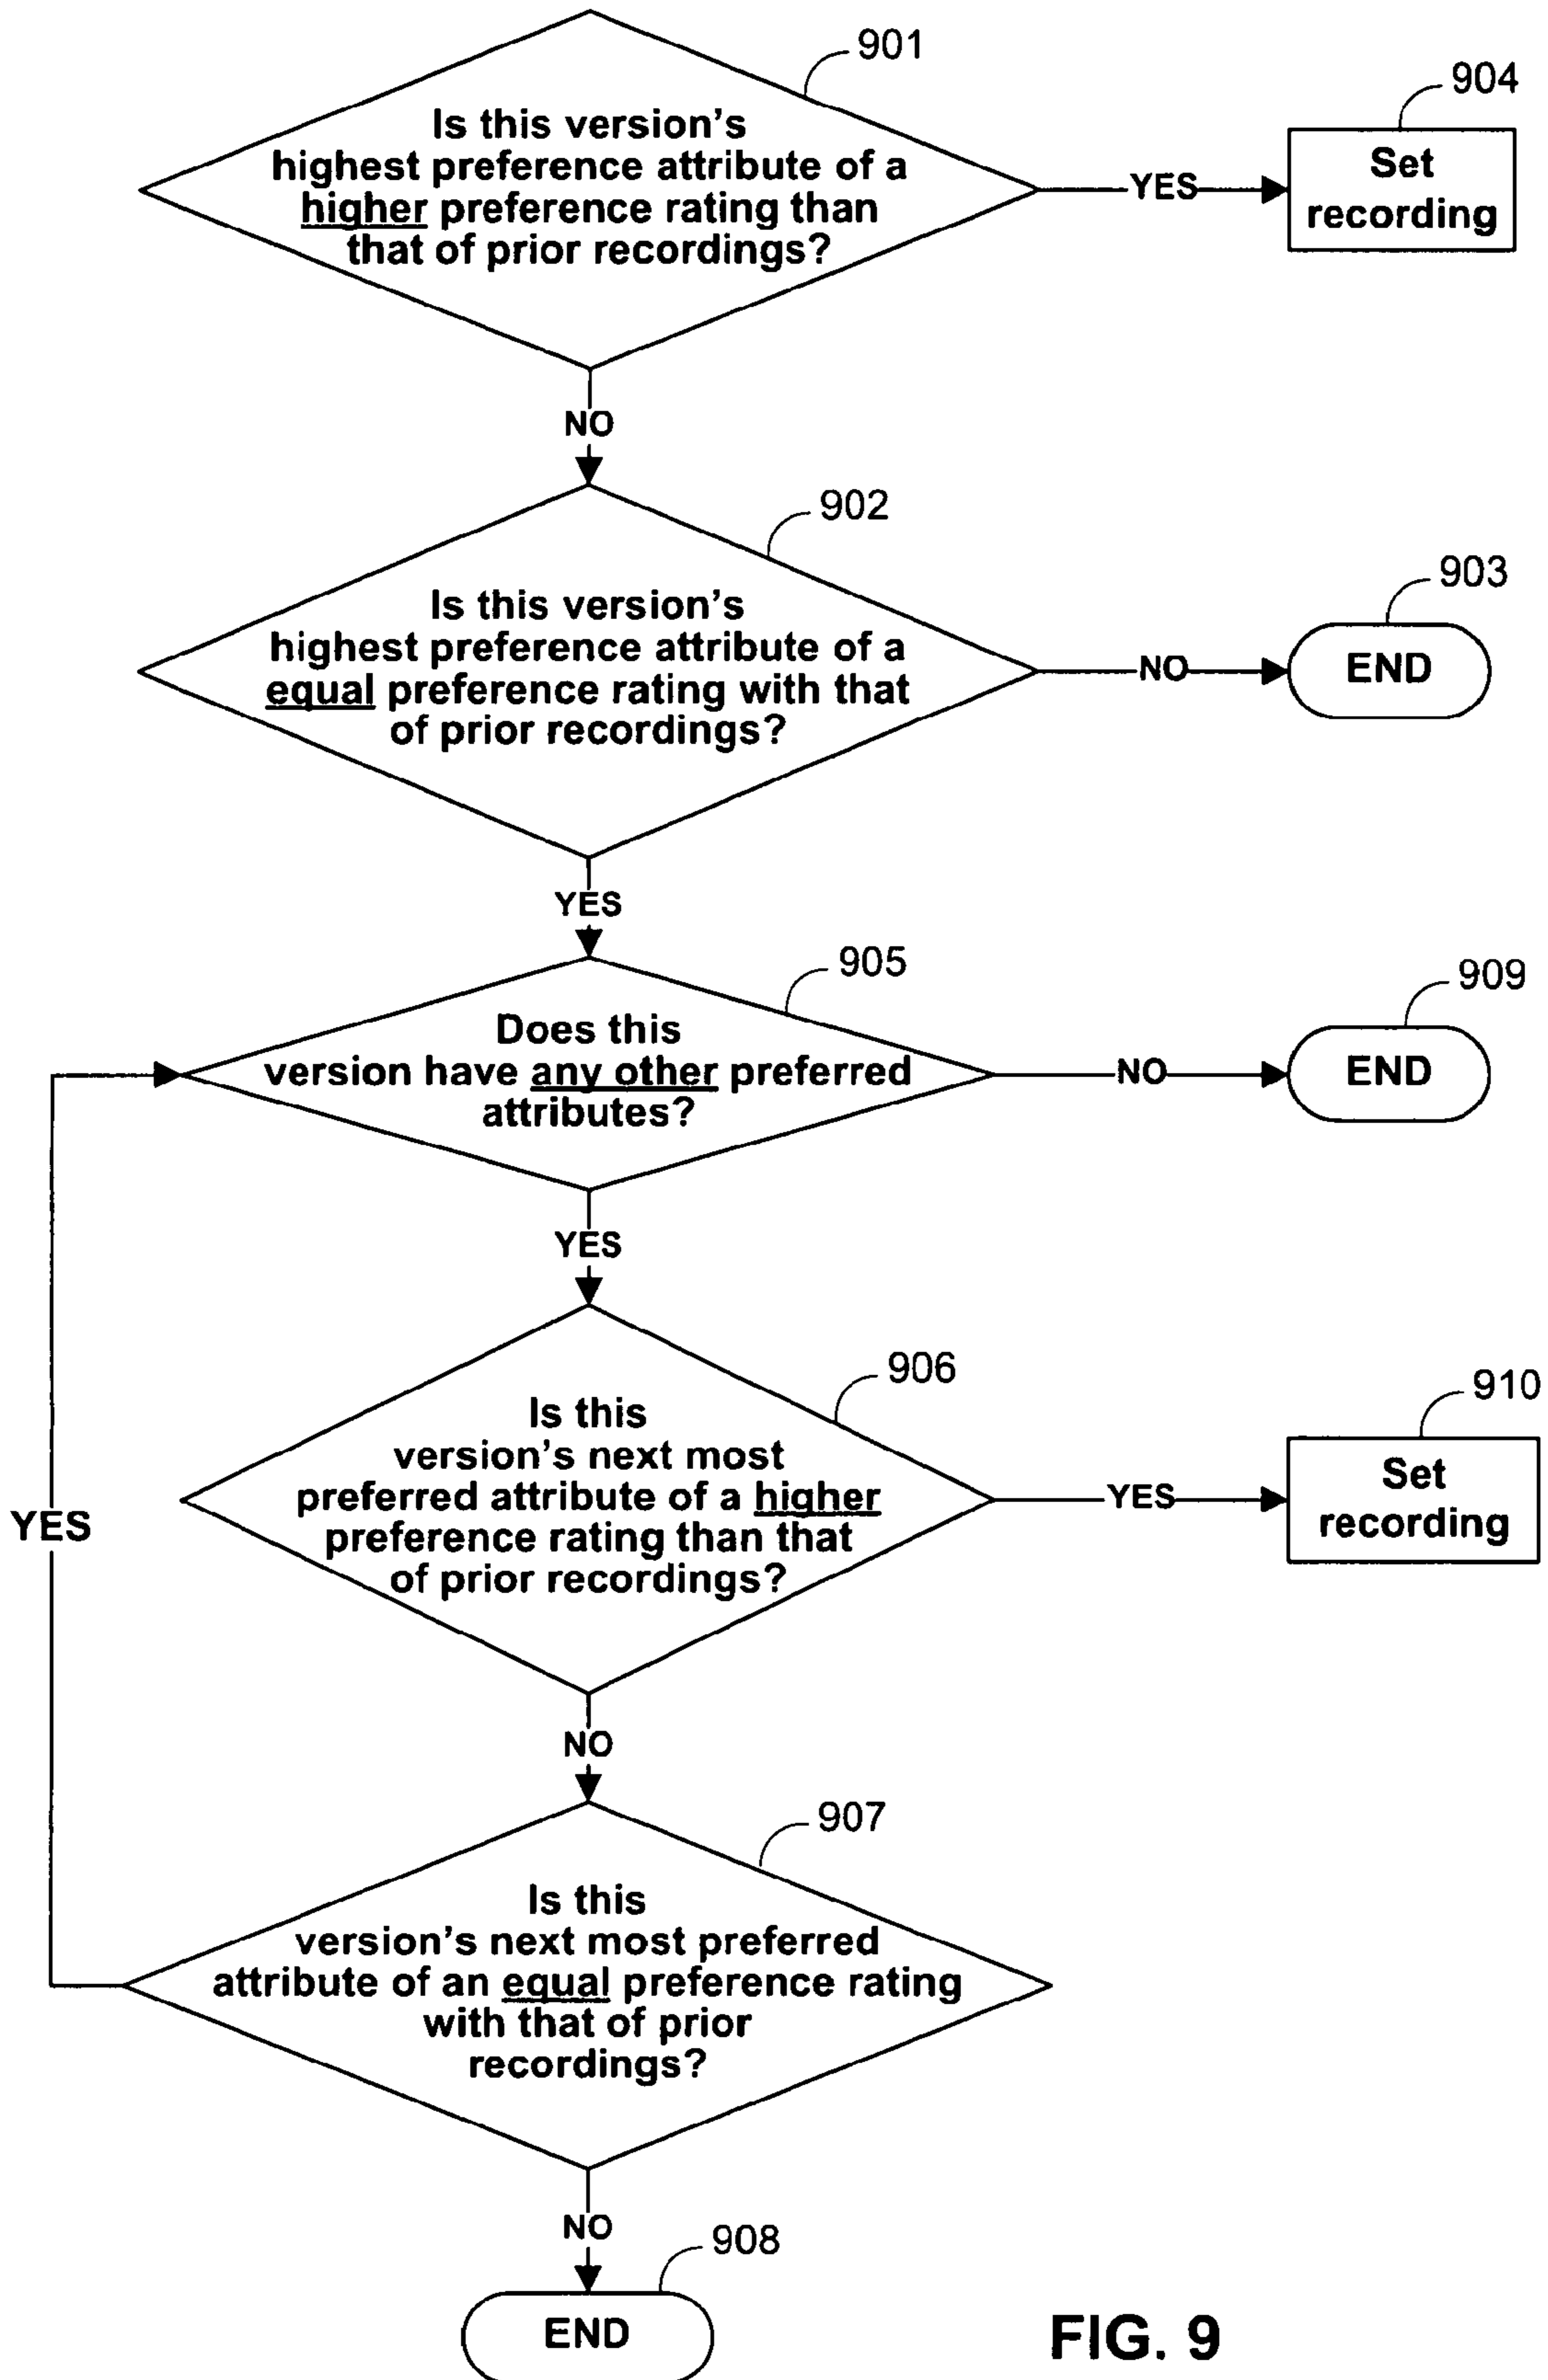 901
Is this version's
highest preference attribute of a
higher preference rating than
that of prior recordings?
YES
904
Set
recording
NO
902
Is this version's
highest preference attribute of a
equal preference rating with that
of prior recordings?
NO
903
END
YES
905
Does this
version have any other preferred
attributes?
NO
909
END
YES
906
Is this
version's next most
preferred attribute of a higher
preference rating than that
of prior recordings?
YES
910
Set
recording
YES
NO
907
Is this
version's next most preferred
attribute of an equal preference rating
with that of prior
recordings?
NO
908
END
FIG. 9